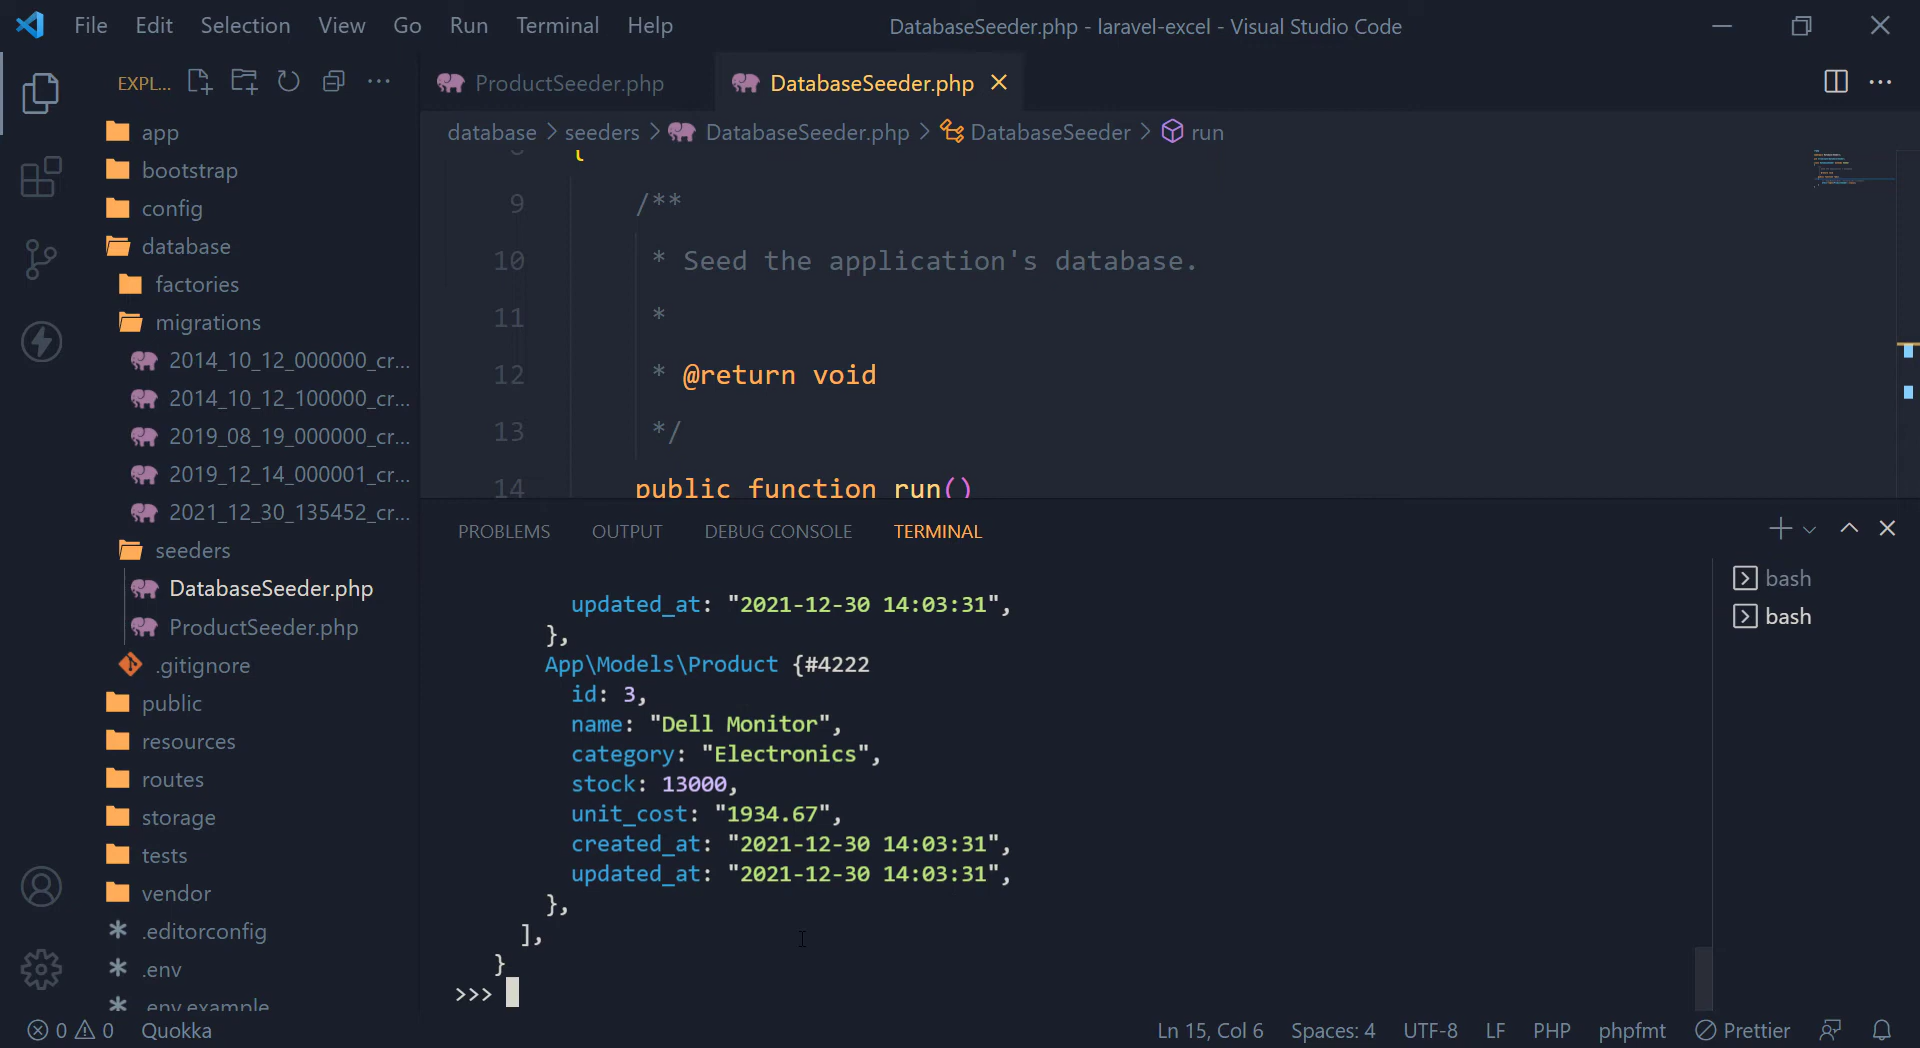 File Edit Selection View Go Run Terminal Help
DatabaseSeeder.php - laravel-excel - Visual Studio Code
EXPL...
app
bootstrap
config
database
factories
migrations
2014_10_12_000000_cr...
2014_10_12_100000_cr...
2019_08_19_000000_cr...
2019_12_14_000001_cr...
2021_12_30_135452_cr...
seeders
DatabaseSeeder.php
ProductSeeder.php
.gitignore
public
resources
routes
storage
tests
vendor
.editorconfig
.env
.env.example
ProductSeeder.php
DatabaseSeeder.php
database > seeders > DatabaseSeeder.php > DatabaseSeeder > run
8 {
9 /**
10 * Seed the application's database.
11 *
12 * @return void
13 */
14 public function run()
PROBLEMS OUTPUT DEBUG CONSOLE TERMINAL
updated_at: "2021-12-30 14:03:31",
},
App\Models\Product {#4222
id: 3,
name: "Dell Monitor",
category: "Electronics",
stock: 13000,
unit_cost: "1934.67",
created_at: "2021-12-30 14:03:31",
updated_at: "2021-12-30 14:03:31",
},
],
}
>>>
bash
bash
0 0 Quokka
Ln 15, Col 6 Spaces: 4 UTF-8 LF PHP phpfmt Prettier